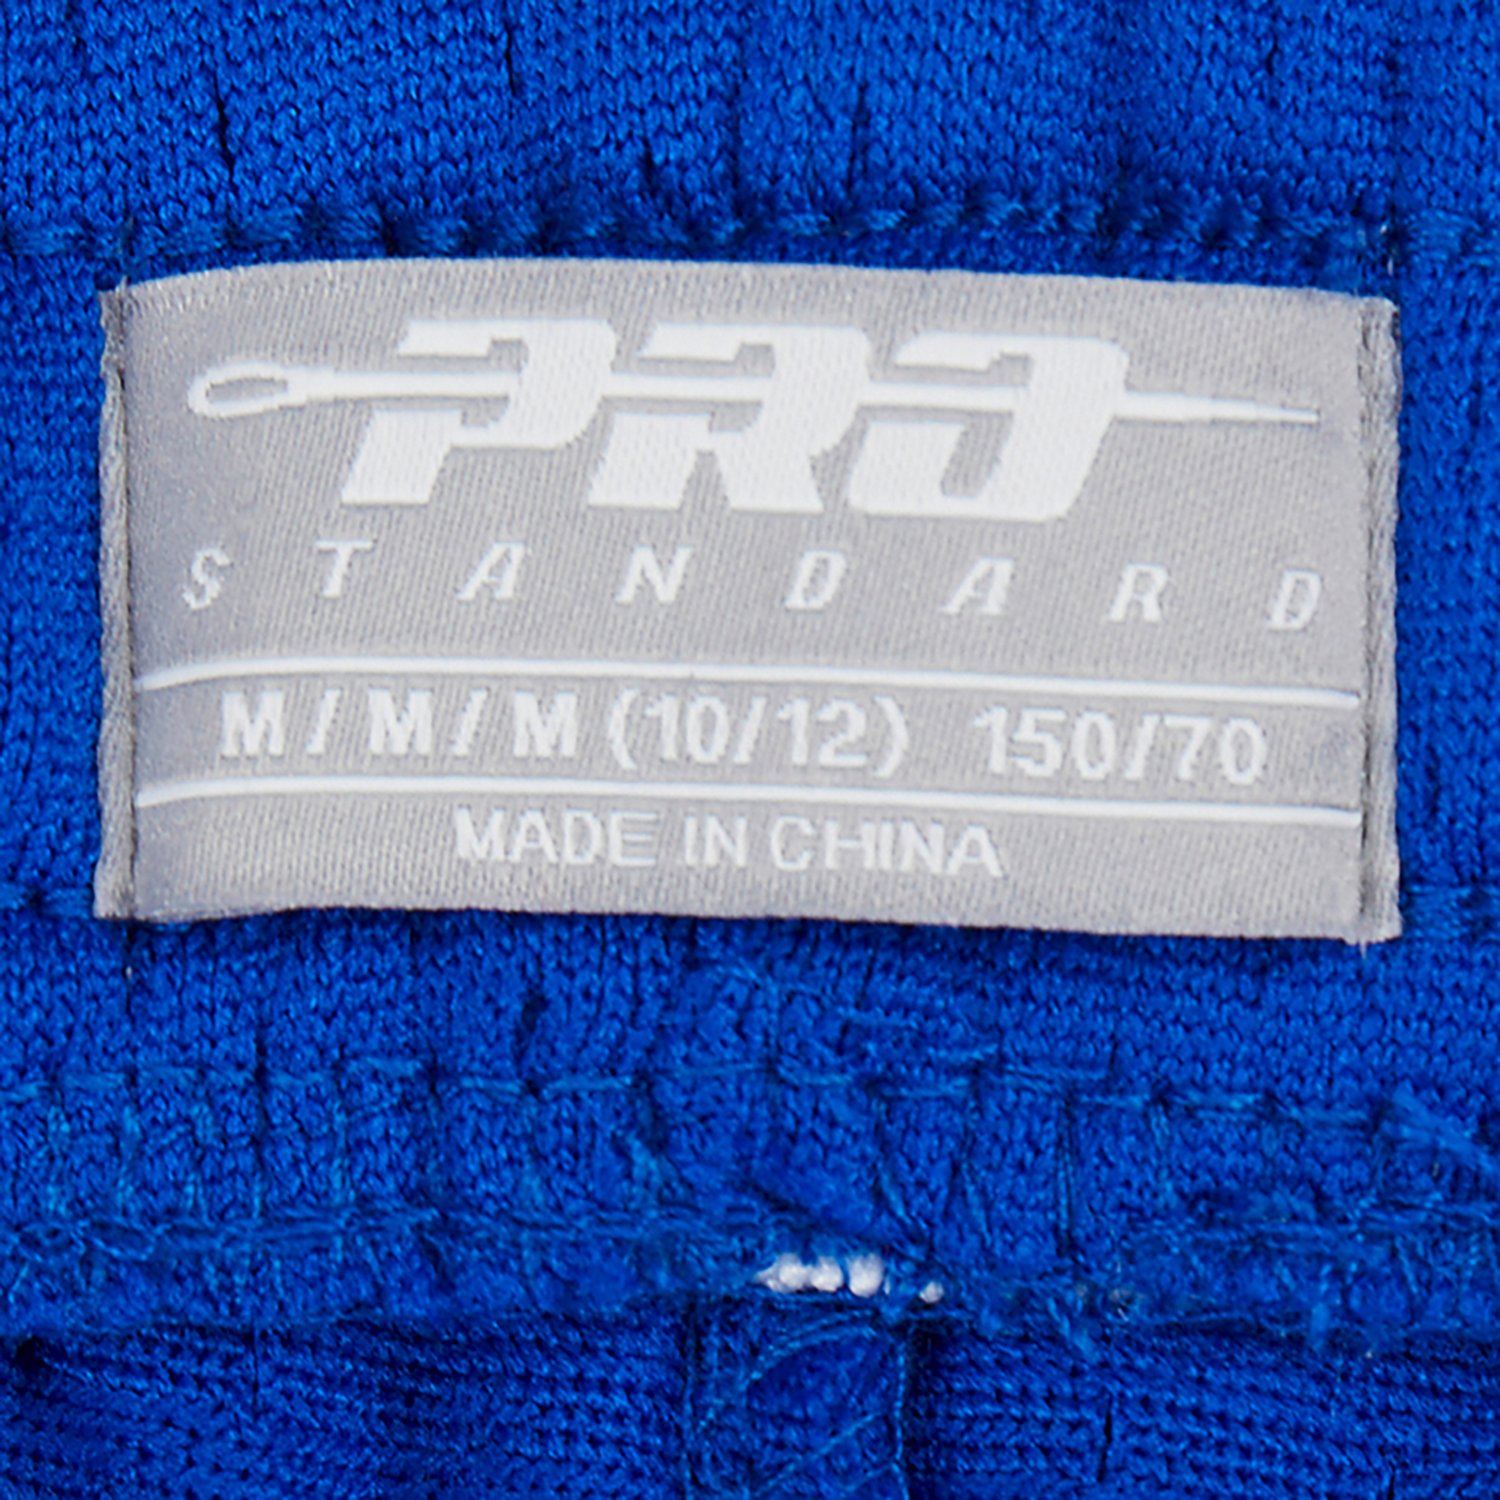 PRO
STANDARD
M/M/M (10/12) 150/70
MADE IN CHINA